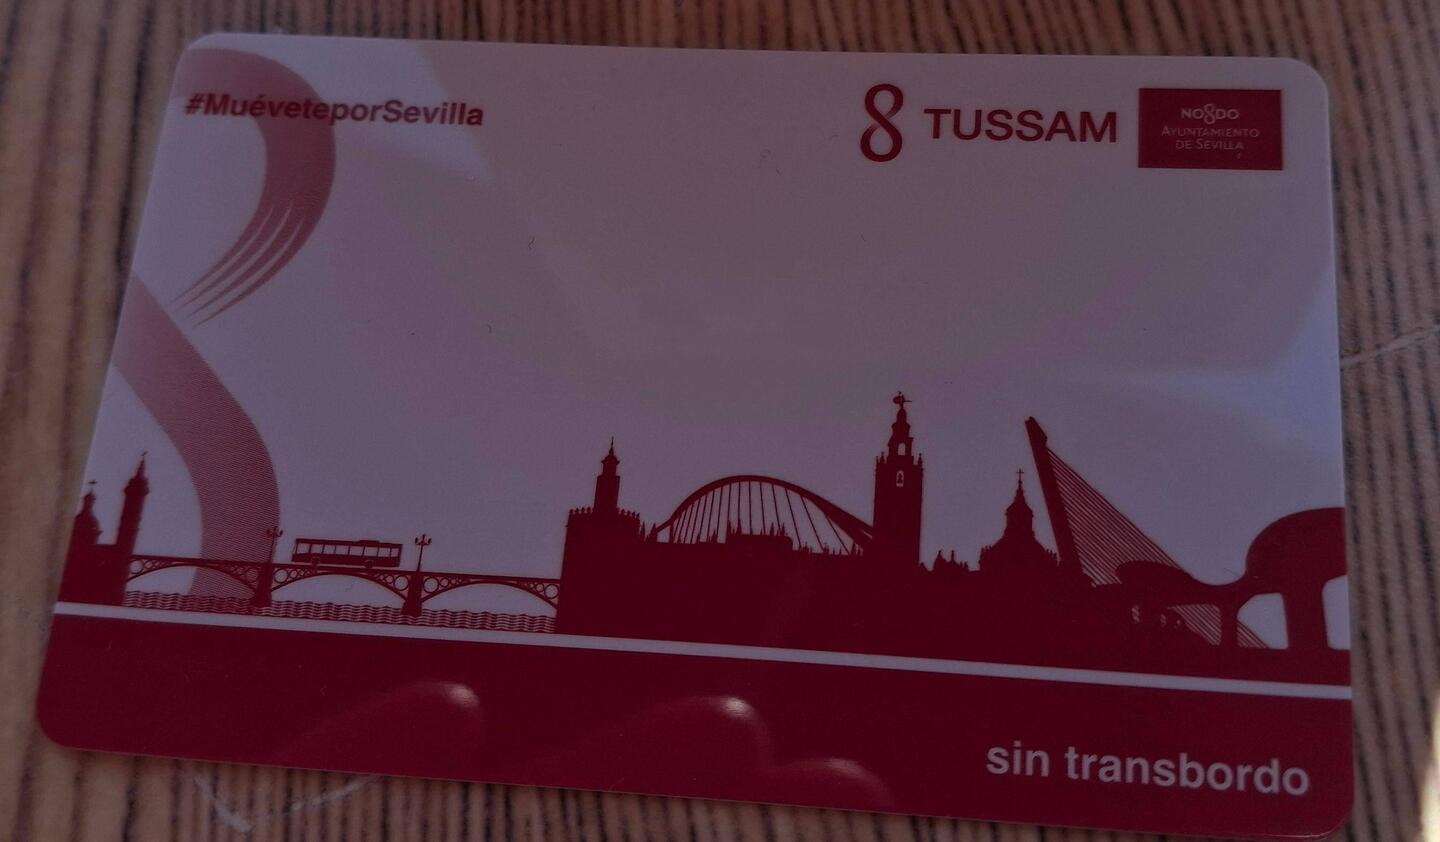 #MuéveteporSevilla
TUSSAM
NO8DO
AYUNTAMIENTO
DE SEVILLA
sin transbordo